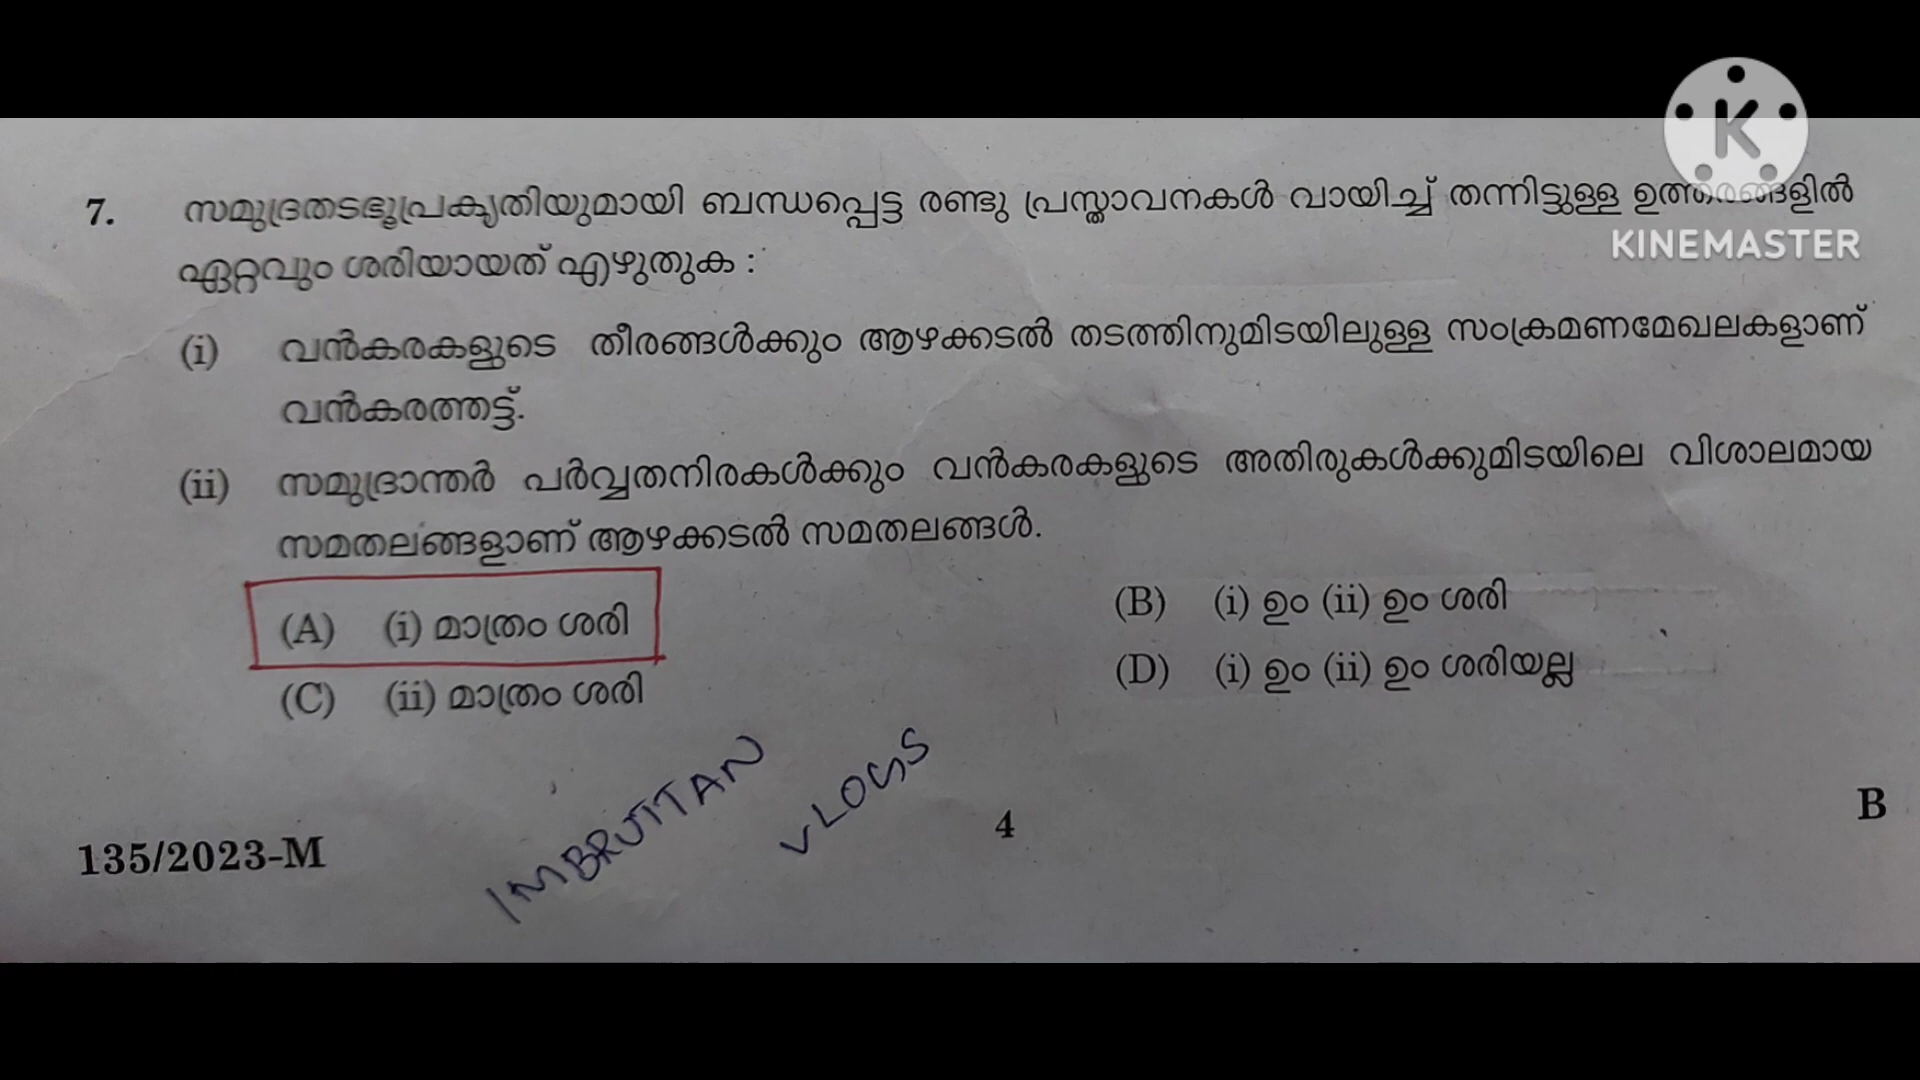 K
KINEMASTER
7. സമുദ്രതടഭൂപ്രകൃതിയുമായി ബന്ധപ്പെട്ട രണ്ടു പ്രസ്താവനകൾ വായിച്ച് തന്നിട്ടുള്ള ഉത്തരങ്ങളിൽ
ഏറ്റവും ശരിയായത് എഴുതുക :
(i) വൻകരകളുടെ തീരങ്ങൾക്കും ആഴക്കടൽ തടത്തിനുമിടയിലുള്ള സംക്രമണമേഖലകളാണ്
വൻകരത്തട്ട്.
(ii) സമുദ്രാന്തർ പർവ്വതനിരകൾക്കും വൻകരകളുടെ അതിരുകൾക്കുമിടയിലെ വിശാലമായ
സമതലങ്ങളാണ് ആഴക്കടൽ സമതലങ്ങൾ.
(A) (i) മാത്രം ശരി (B) (i) ഉം (ii) ഉം ശരി
(C) (ii) മാത്രം ശരി (D) (i) ഉം (ii) ഉം ശരിയല്ല
IMBRUTTAN VLOGS
135/2023-M 4 B